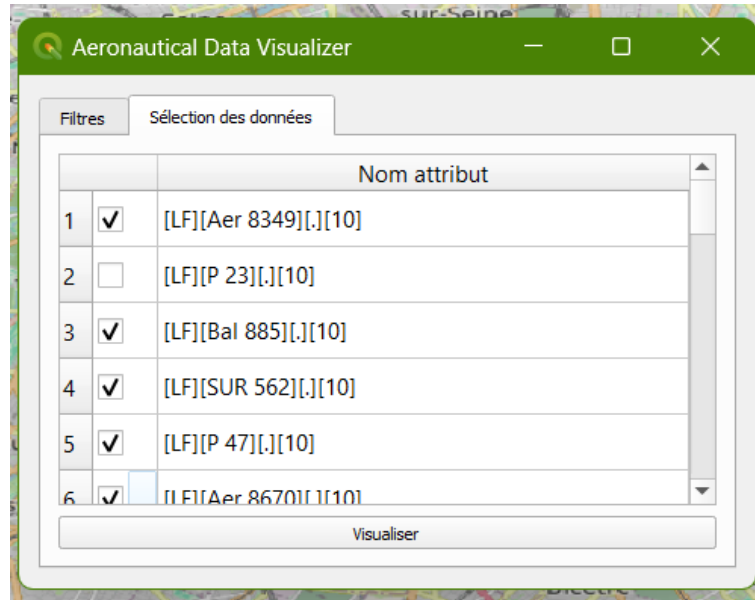 sur-Seine
Aeronautical Data Visualizer
Filtres
Sélection des données
Nom attribut
1 [LF][Aer 8349][.][10]
2 [LF][P 23][.][10]
3 [LF][Bal 885][.][10]
4 [LF][SUR 562][.][10]
5 [LF][P 47][.][10]
6 [LF][Aer 8670][.][10]
Visualiser